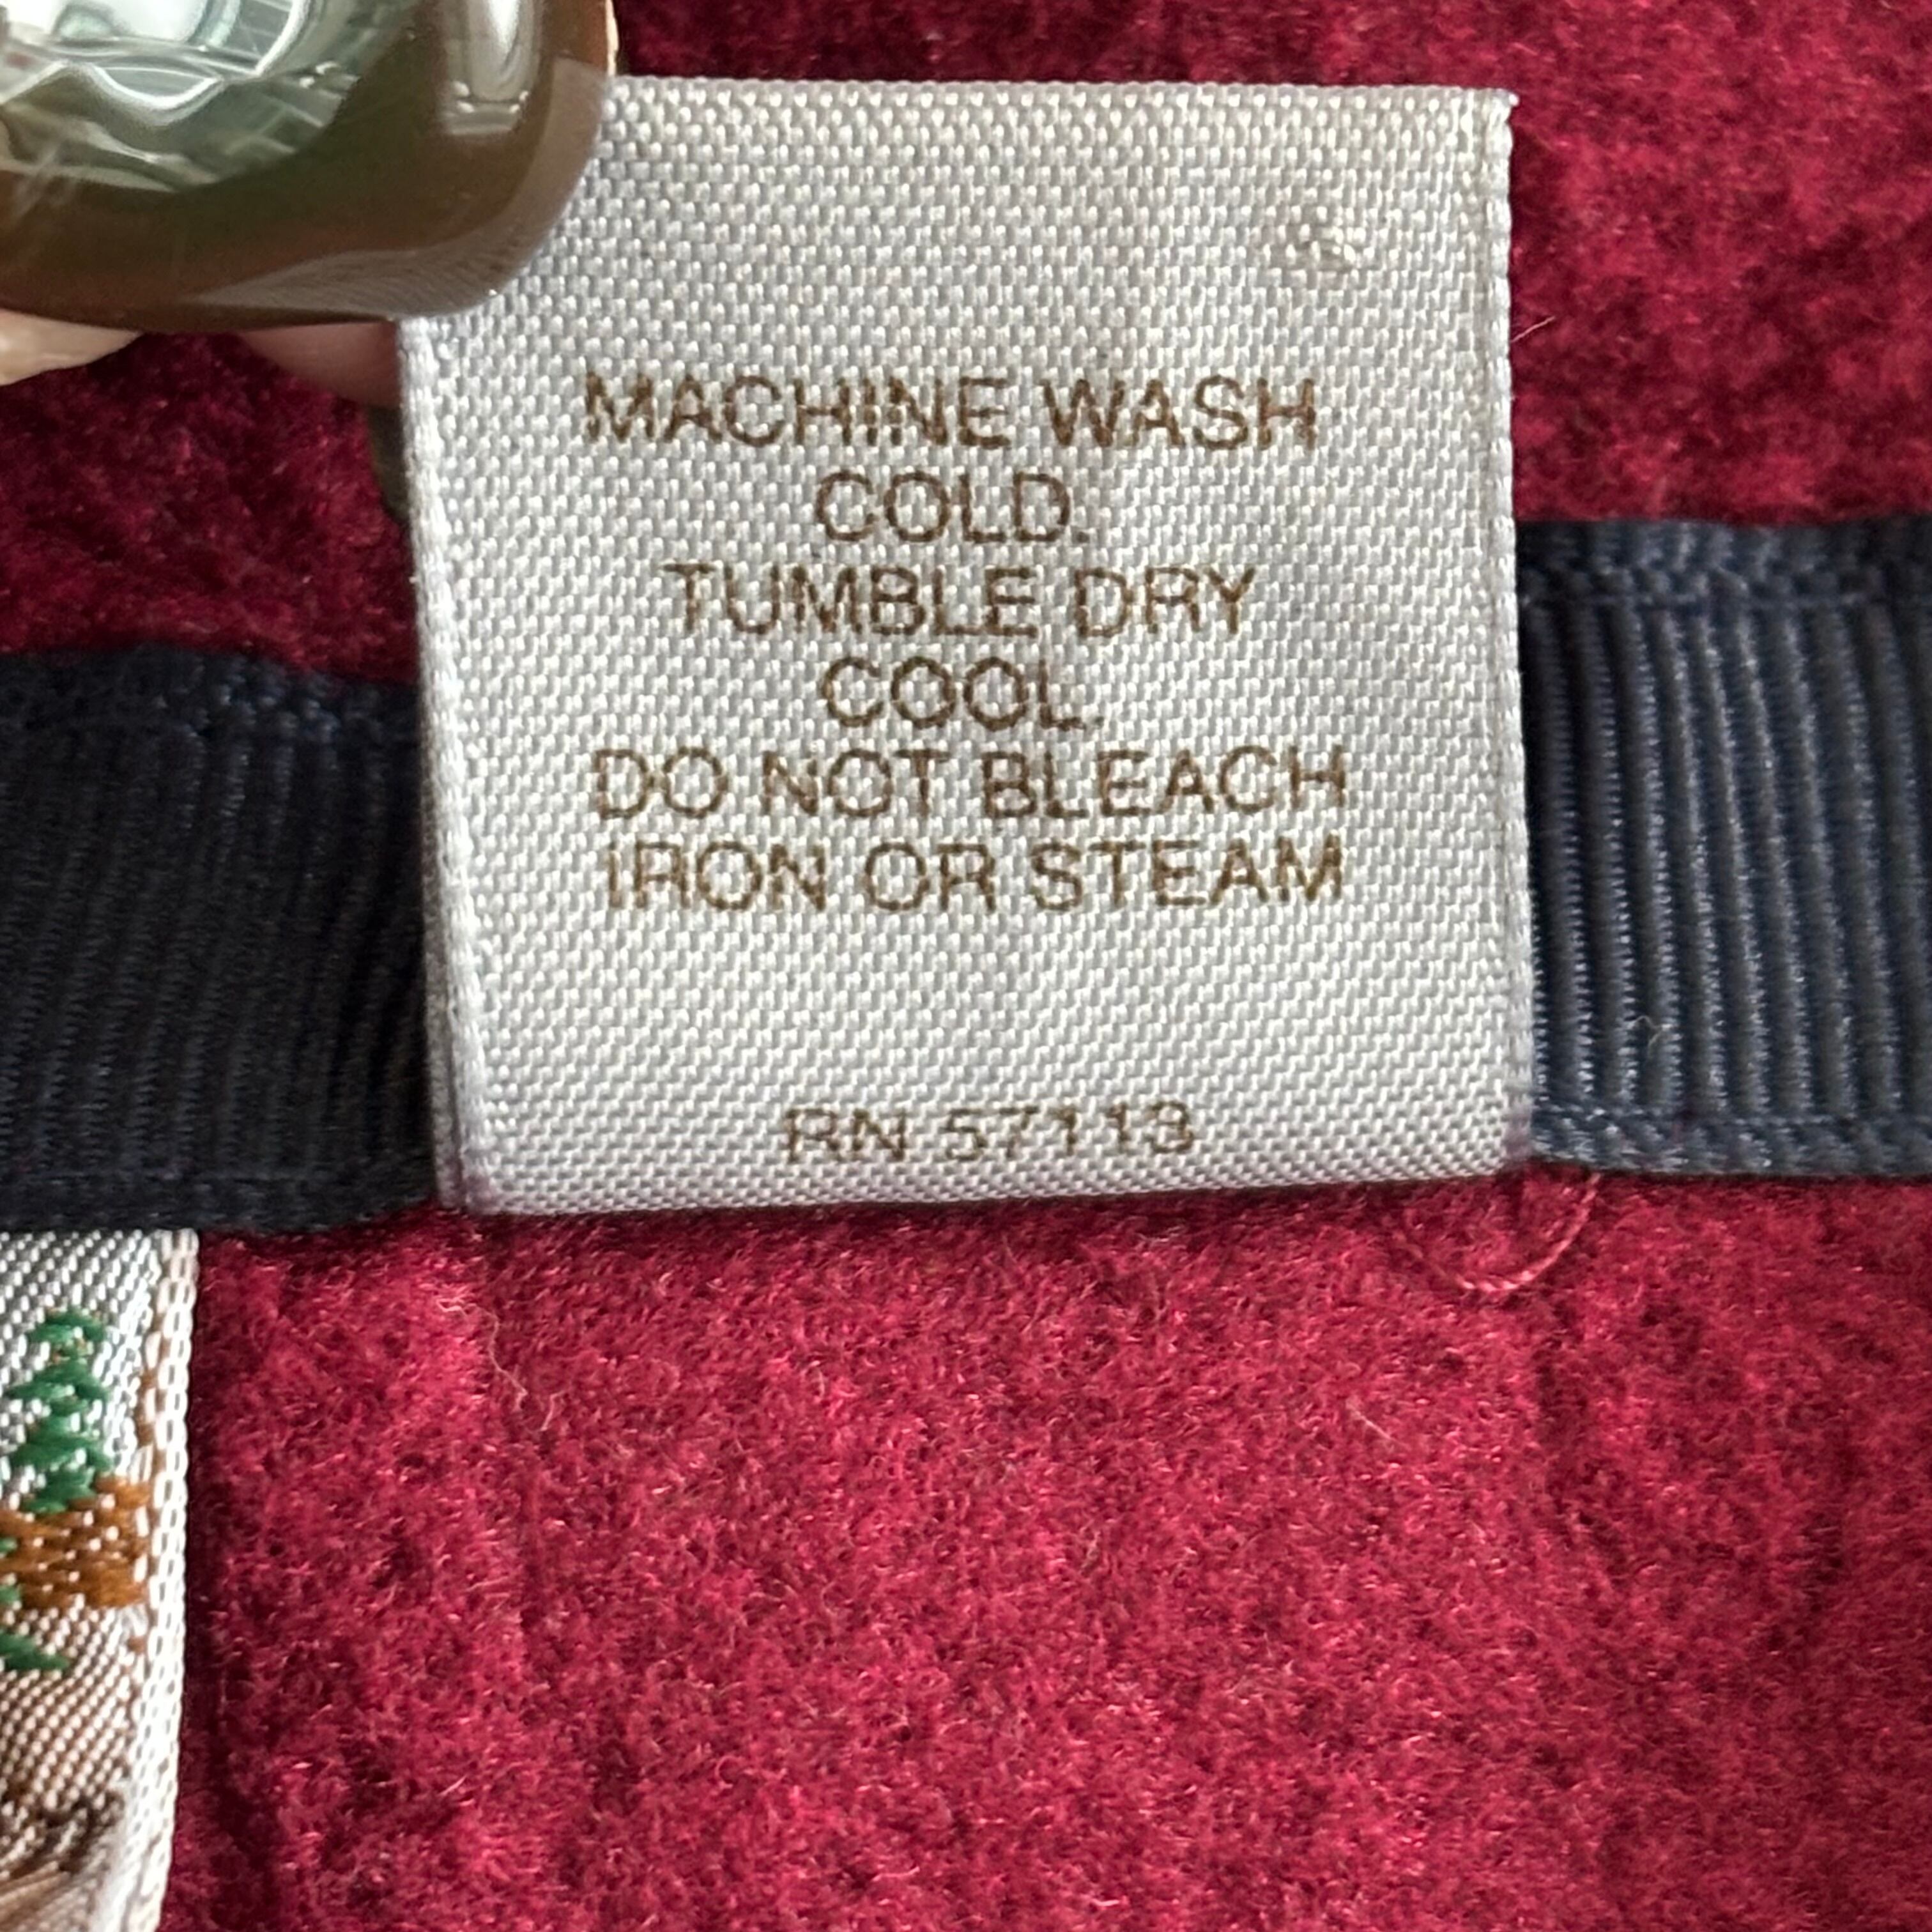 MACHINE WASH
COLD.
TUMBLE DRY
COOL.
DO NOT BLEACH
IRON OR STEAM
RN 57113